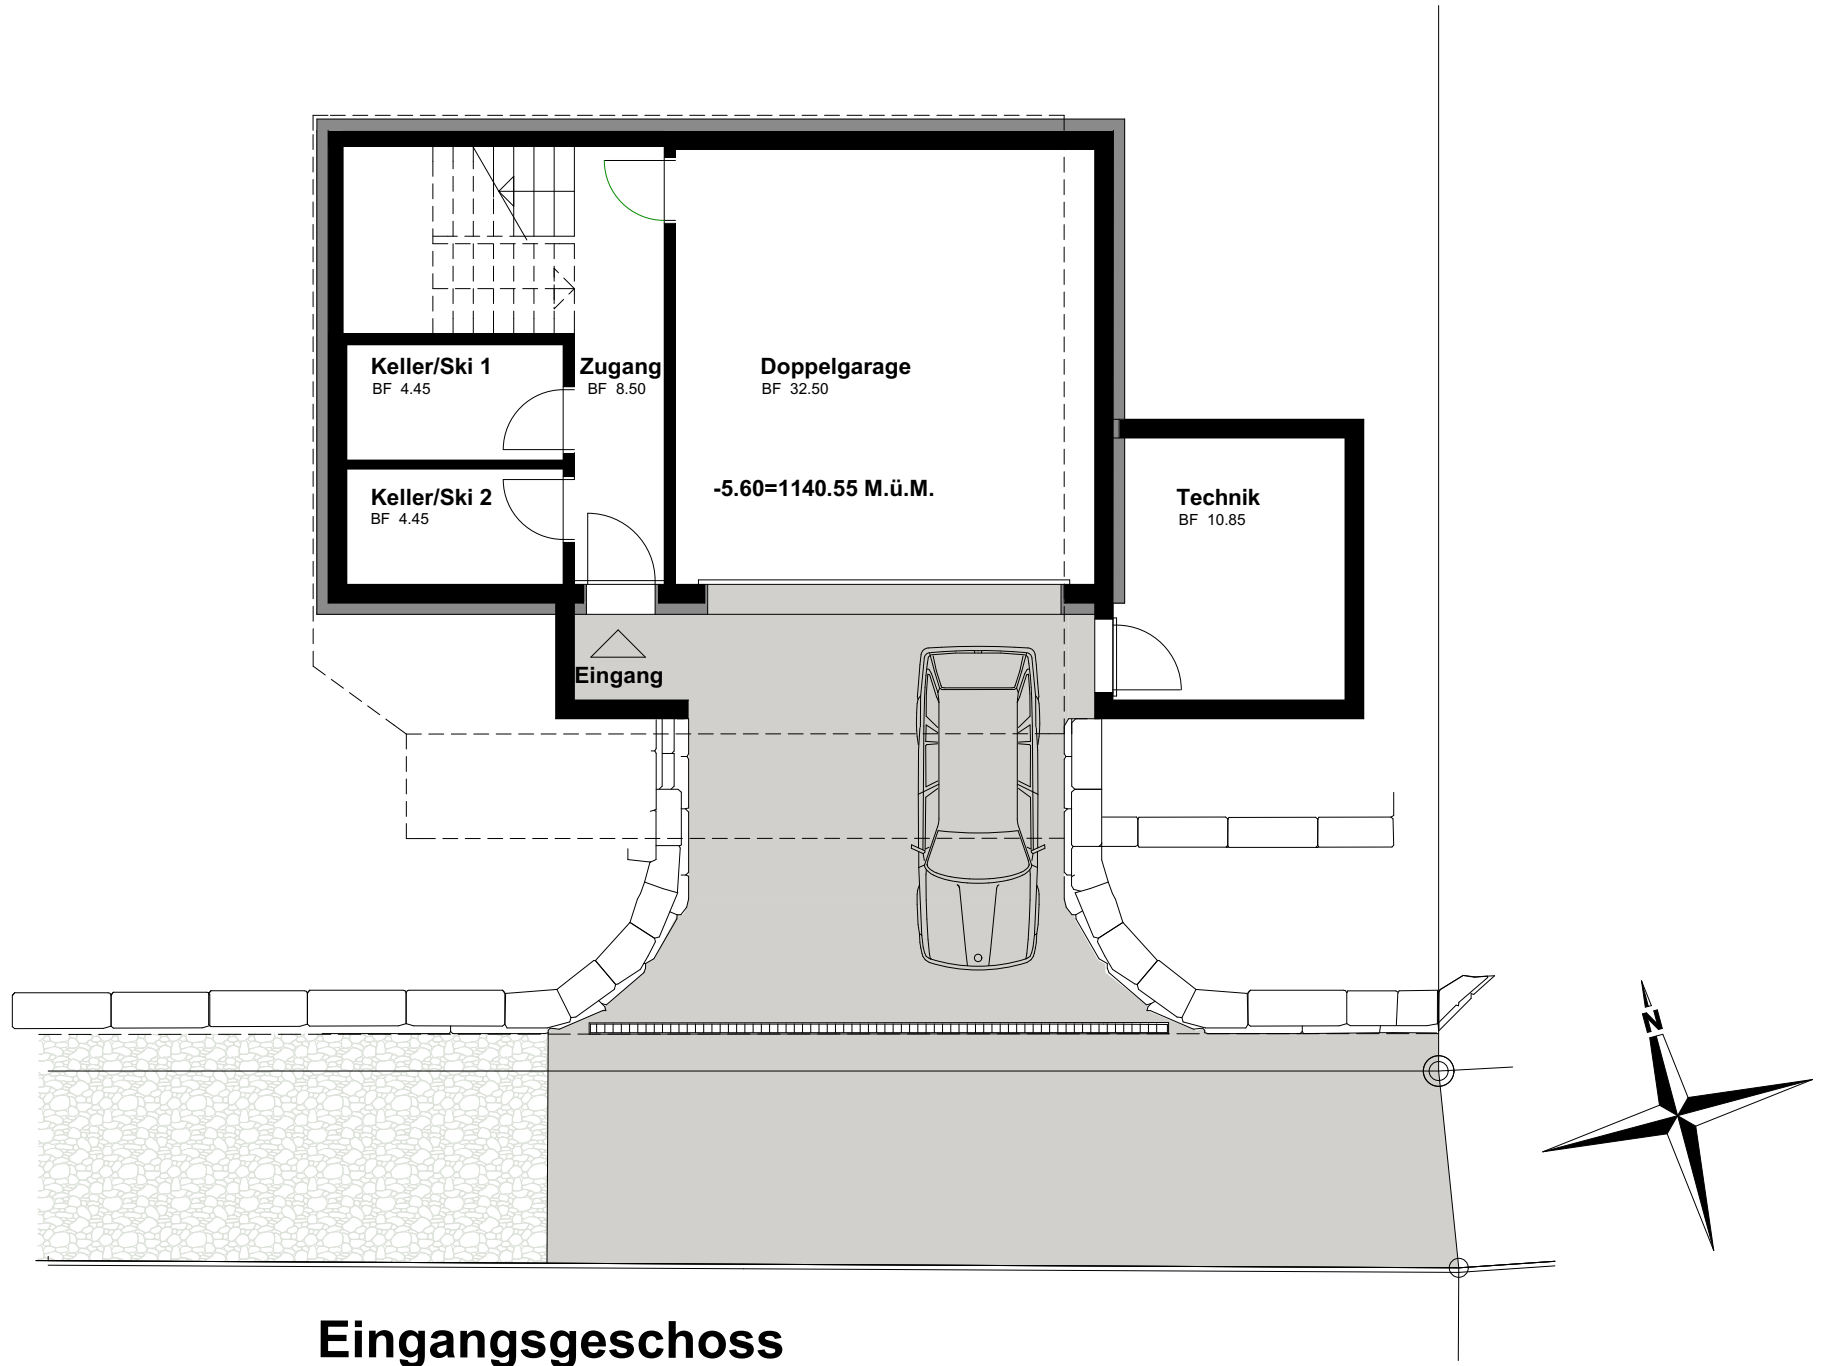 Keller/Ski 1
BF 4.45
Zugang
BF 8.50
Doppelgarage
BF 32.50
Keller/Ski 2
BF 4.45
-5.60=1140.55 M.ü.M.
Technik
BF 10.85
Eingang
N
Eingangsgeschoss